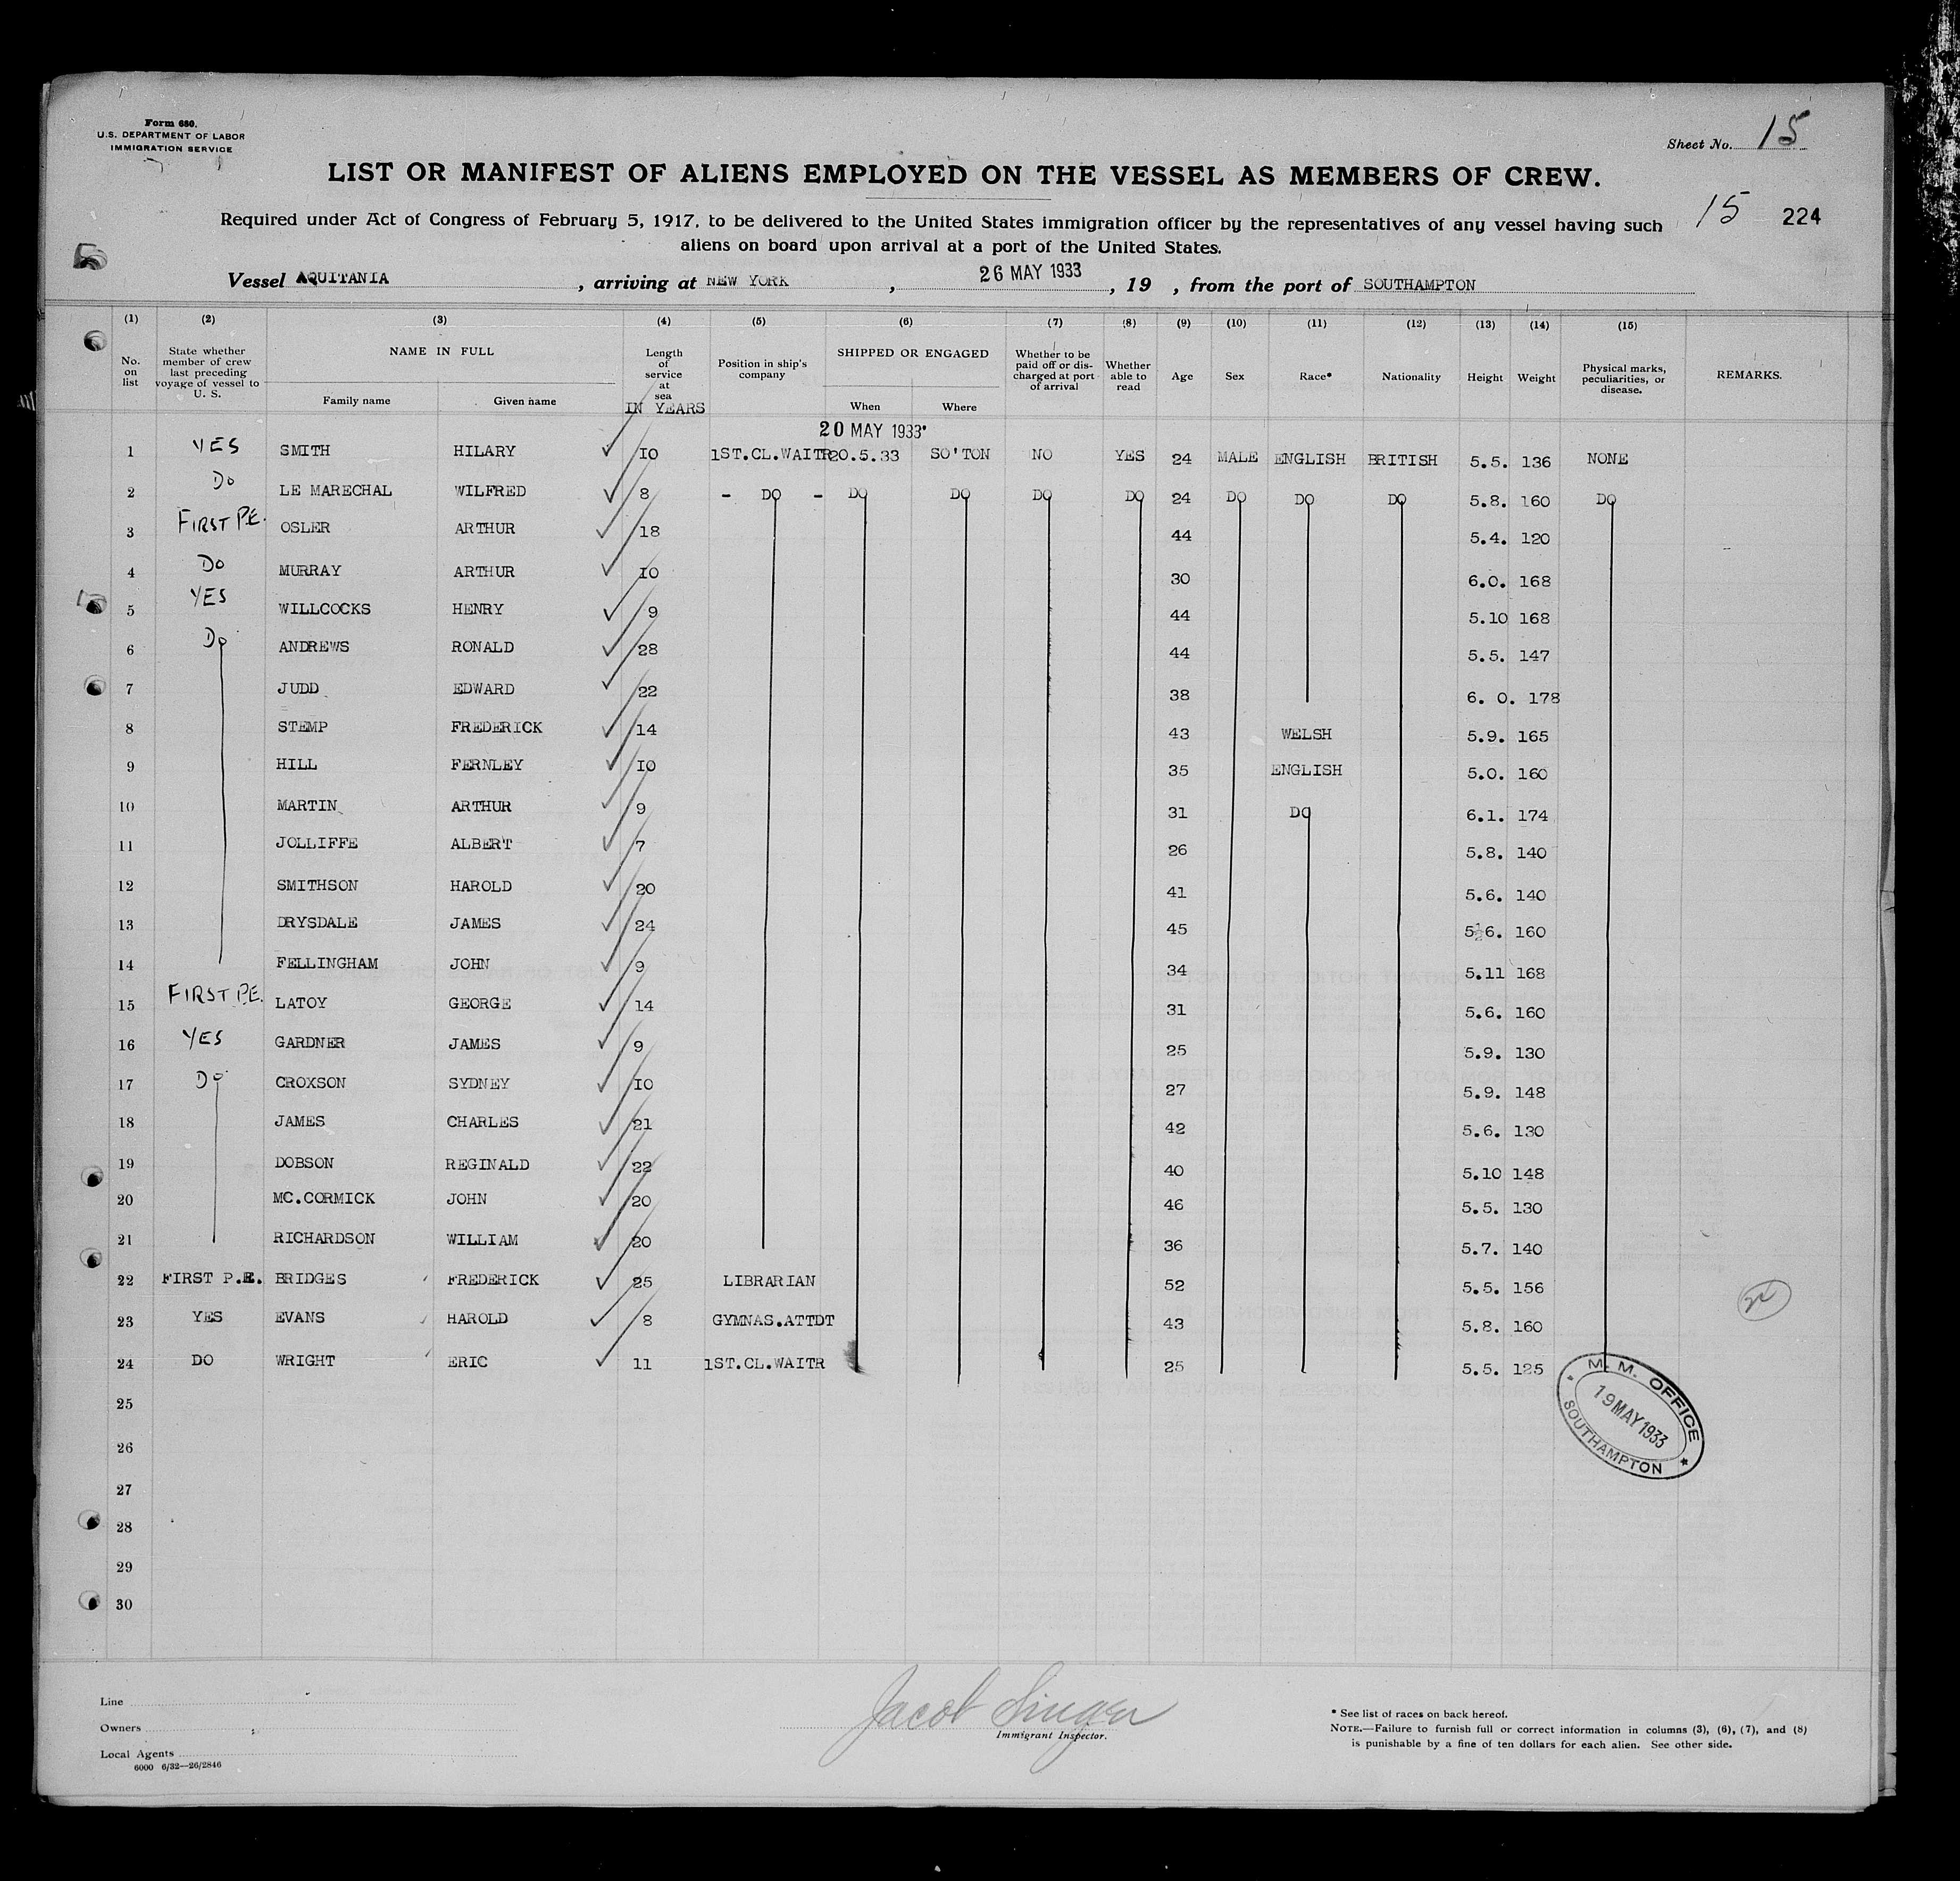 Form 680.
U.S. DEPARTMENT OF LABOR
IMMIGRATION SERVICE
Sheet No. 15
LIST OR MANIFEST OF ALIENS EMPLOYED ON THE VESSEL AS MEMBERS OF CREW.
Required under Act of Congress of February 5, 1917, to be delivered to the United States immigration officer by the representatives of any vessel having such
aliens on board upon arrival at a port of the United States.
15 224
Vessel AQUITANIA, arriving at NEW YORK, 26 MAY 1933, 19 , from the port of SOUTHAMPTON
(1) (2) (3) (4) (5) (6) (7) (8) (9) (10) (11) (12) (13) (14) (15)
No. on list State whether member of crew last preceding voyage of vessel to U. S. NAME IN FULL Family name Given name Length of service at sea IN YEARS Position in ship's company SHIPPED OR ENGAGED When Where Whether to be paid off or discharged at port of arrival Whether able to read Age Sex Race* Nationality Height Weight Physical marks, peculiarities, or disease. REMARKS.
20 MAY 1933
1 YES SMITH HILARY 10 1ST.CL.WAITR 20.5.33 SO'TON NO YES 24 MALE ENGLISH BRITISH 5.5. 136 NONE
2 Do LE MARECHAL WILFRED 8 - DO - DO DO DO DO 24 DO DO DO 5.8. 160 DO
3 FIRST P.E. OSLER ARTHUR 18 44 5.4. 120
4 Do MURRAY ARTHUR 10 30 6.0. 168
5 YES WILLCOCKS HENRY 9 44 5.10 168
6 Do ANDREWS RONALD 28 44 5.5. 147
7 JUDD EDWARD 22 38 6. 0. 178
8 STEMP FREDERICK 14 43 WELSH 5.9. 165
9 HILL FERNLEY 10 35 ENGLISH 5.0. 160
10 MARTIN ARTHUR 9 31 DO 6.1. 174
11 JOLLIFFE ALBERT 7 26 5.8. 140
12 SMITHSON HAROLD 20 41 5.6. 140
13 DRYSDALE JAMES 24 45 5½6. 160
14 FELLINGHAM JOHN 9 34 5.11 168
15 FIRST P.E. LATOY GEORGE 14 31 5.6. 160
16 YES GARDNER JAMES 9 25 5.9. 130
17 Do CROXSON SYDNEY 10 27 5.9. 148
18 JAMES CHARLES 21 42 5.6. 130
19 DOBSON REGINALD 22 40 5.10 148
20 MC.CORMICK JOHN 20 46 5.5. 130
21 RICHARDSON WILLIAM 20 36 5.7. 140
22 FIRST P.E. BRIDGES FREDERICK 25 LIBRARIAN 52 5.5. 156
23 YES EVANS HAROLD 8 GYMNAS.ATTDT 43 5.8. 160
24 DO WRIGHT ERIC 11 1ST.CL.WAITR 25 5.5. 125
25
26
27
28
29
30
M. M. OFFICE
19 MAY 1933
SOUTHAMPTON
Line
Owners
Local Agents
6000 6/32—26/2846
Jacob Singer
Immigrant Inspector.
* See list of races on back hereof.
NOTE.—Failure to furnish full or correct information in columns (3), (6), (7), and (8)
is punishable by a fine of ten dollars for each alien. See other side.